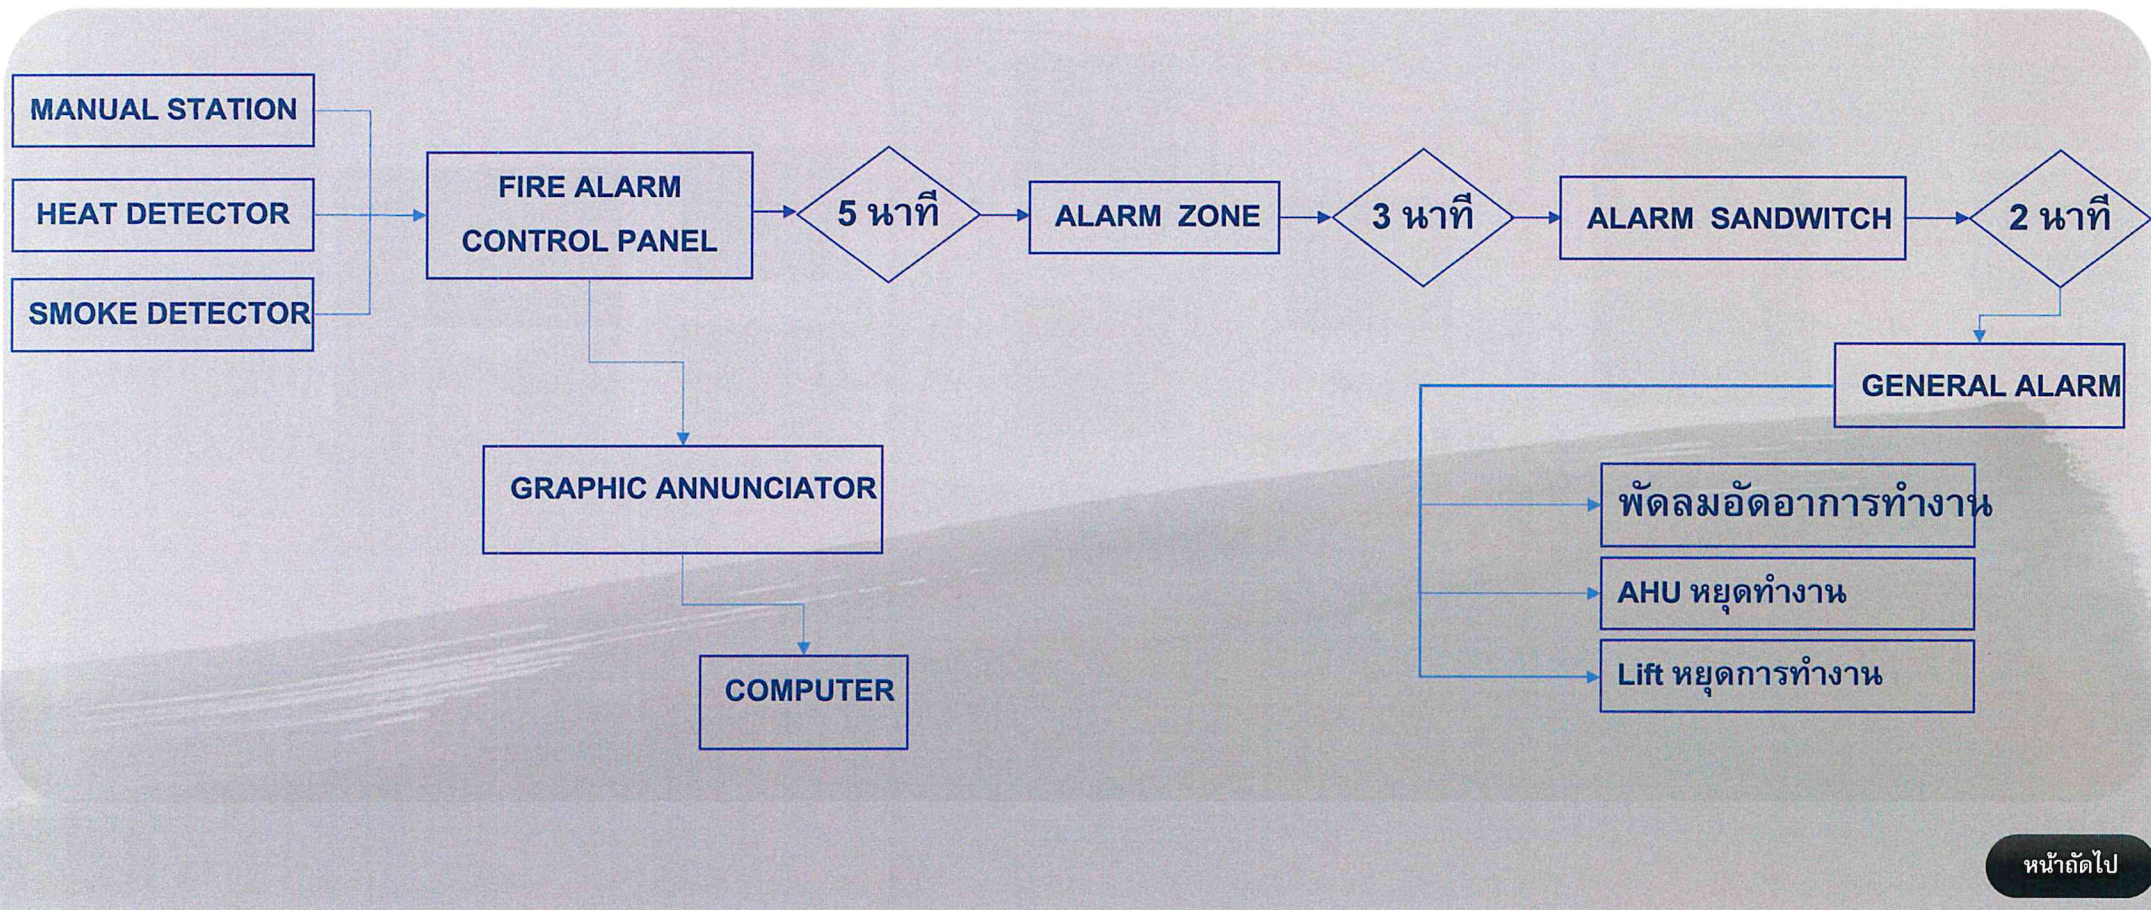 MANUAL STATION
HEAT DETECTOR
SMOKE DETECTOR
FIRE ALARM
CONTROL PANEL
5 นาที
ALARM ZONE
3 นาที
ALARM SANDWITCH
2 นาที
GENERAL ALARM
GRAPHIC ANNUNCIATOR
COMPUTER
พัดลมอัดอาการทำงาน
AHU หยุดทำงาน
Lift หยุดการทำงาน
หน้าถัดไป